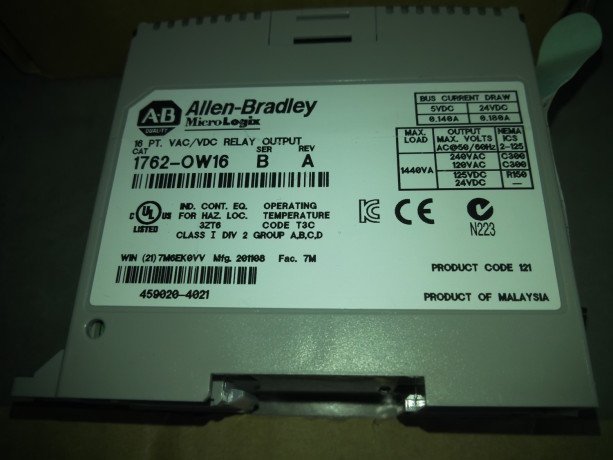 A-B
QUALITY
Allen-Bradley
MicroLogix
16 PT. VAC/VDC RELAY OUTPUT
CAT SER REV
1762-OW16 B A
BUS CURRENT DRAW
5VDC 24VDC
0.140A 0.180A
MAX. LOAD OUTPUT MAX. VOLTS AC@50/60Hz NEMA ICS 2-125
1440VA 240VAC C300
120VAC C300
125VDC R150
24VDC —
c UL US
LISTED
IND. CONT. EQ.
FOR HAZ. LOC.
3ZT6
OPERATING
TEMPERATURE
CODE T3C
CLASS I DIV 2 GROUP A,B,C,D
KC CE
N223
WIN (21) 7M6EK0VV Mfg. 201108 Fac. 7M
459020-4021
PRODUCT CODE 121
PRODUCT OF MALAYSIA